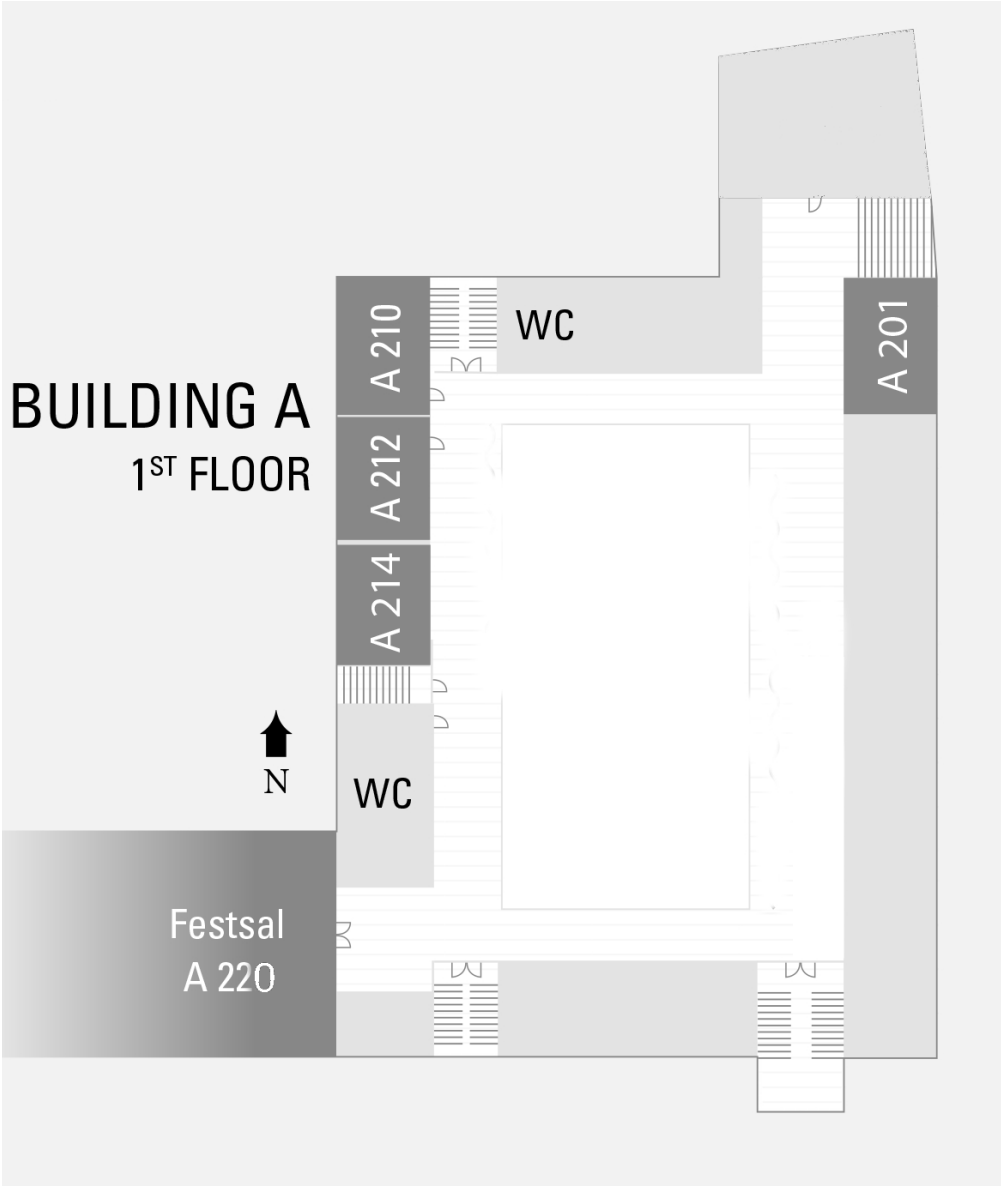 BUILDING A
1ST FLOOR
A 210
A 212
A 214
WC
A 201
WC
N
Festsal
A 220